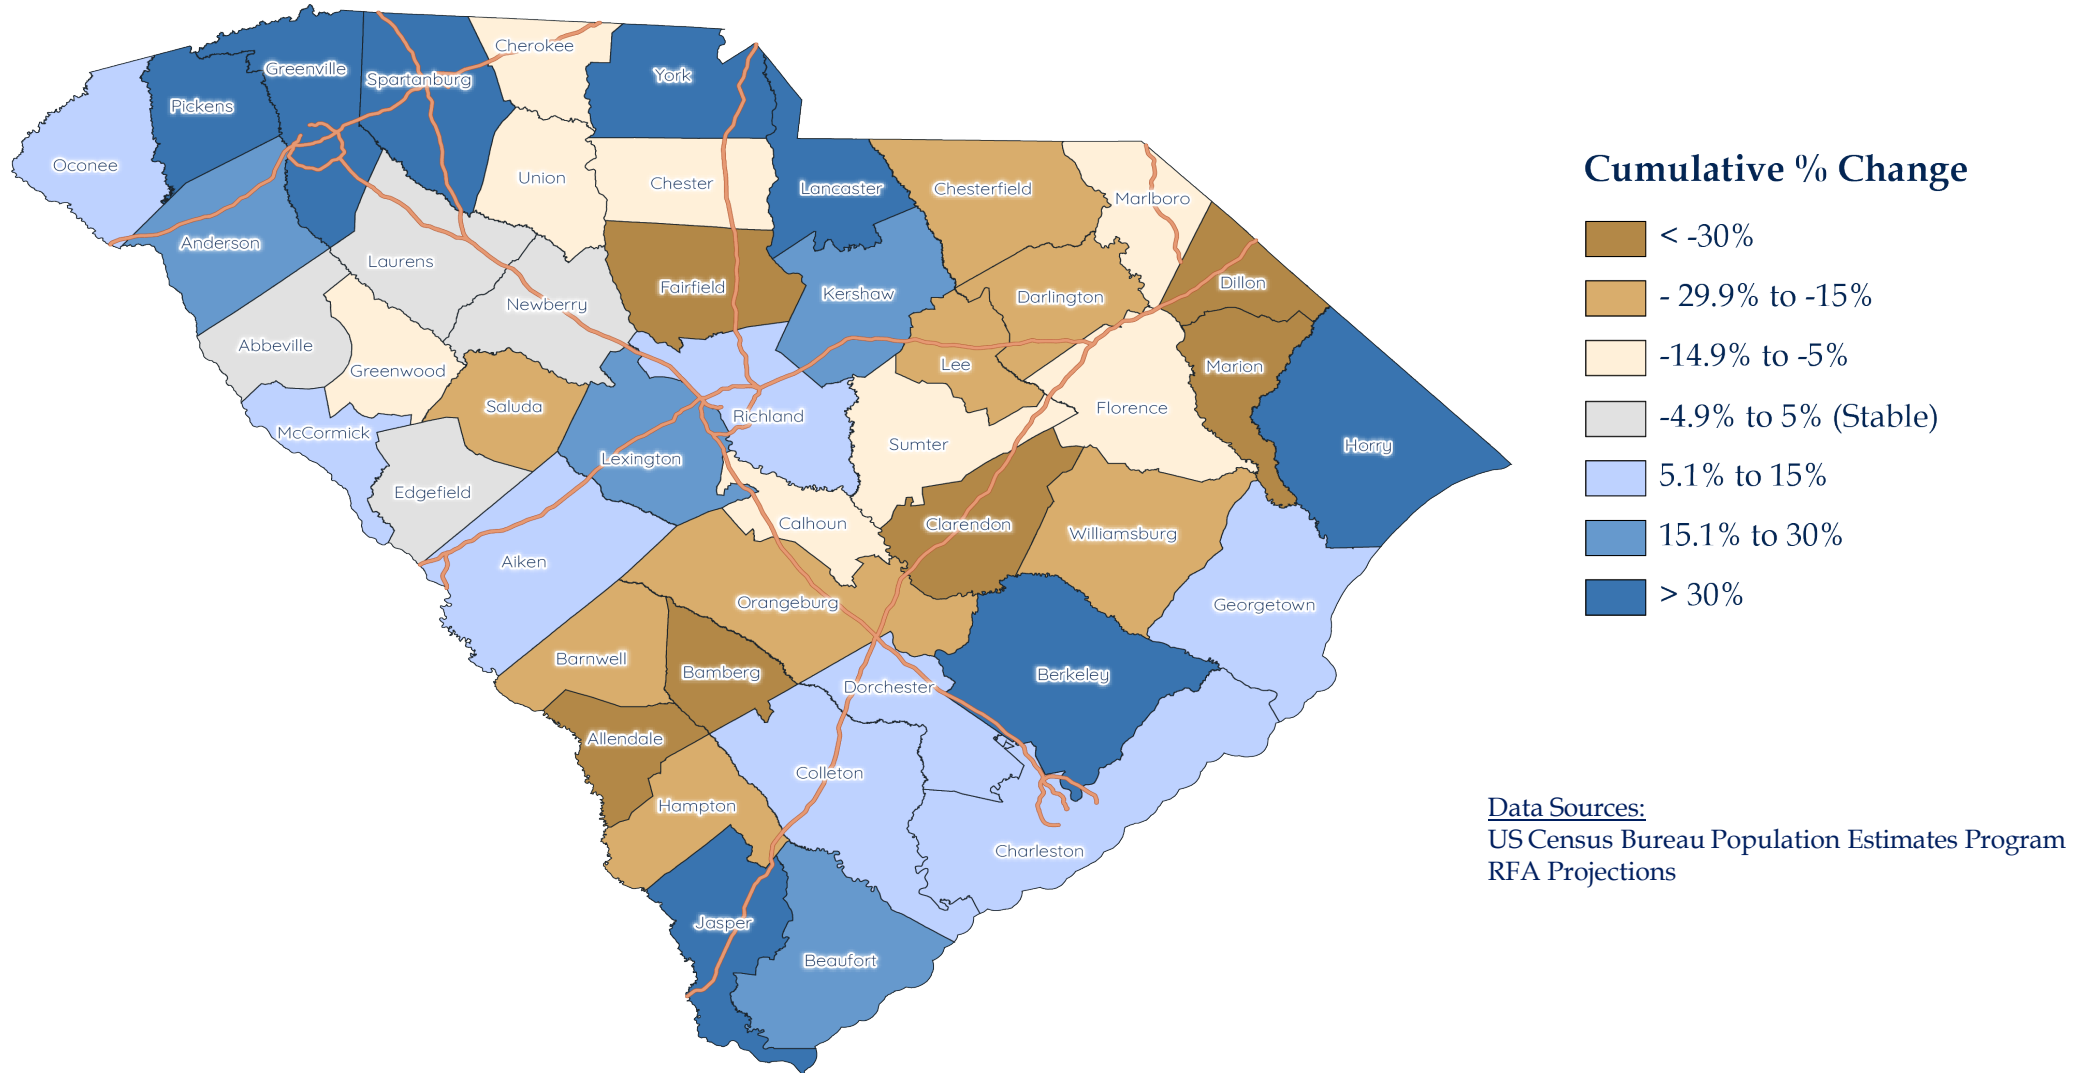 Cherokee
Greenville
York
Spartanburg
Pickens
Oconee
Union
Chester
Lancaster
Chesterfield
Marlboro
Anderson
Laurens
Fairfield
Kershaw
Darlington
Dillon
Newberry
Abbeville
Greenwood
Lee
Marion
Saluda
Richland
Florence
McCormick
Sumter
Horry
Lexington
Edgefield
Calhoun
Clarendon
Williamsburg
Aiken
Orangeburg
Georgetown
Barnwell
Bamberg
Berkeley
Dorchester
Allendale
Colleton
Hampton
Charleston
Jasper
Beaufort
Cumulative % Change
< -30%
- 29.9% to -15%
-14.9% to -5%
-4.9% to 5% (Stable)
5.1% to 15%
15.1% to 30%
> 30%
Data Sources:
US Census Bureau Population Estimates Program
RFA Projections